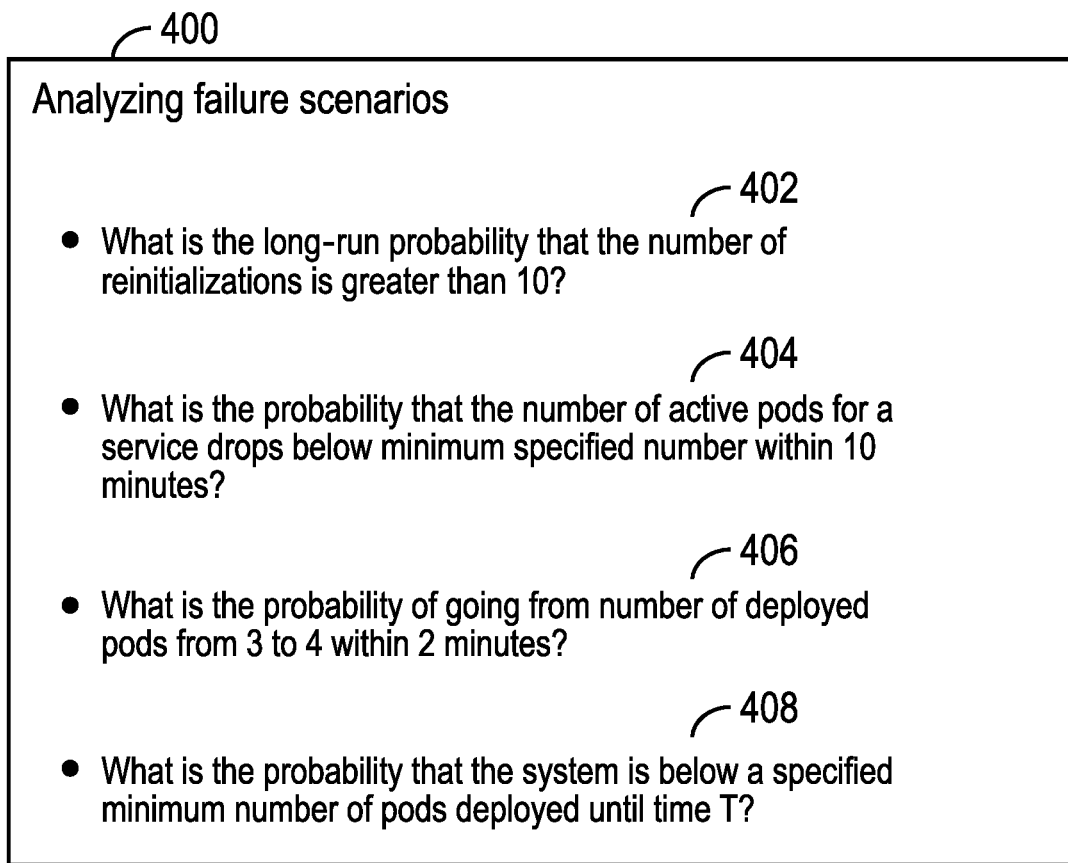 400
Analyzing failure scenarios
402
● What is the long-run probability that the number of
reinitializations is greater than 10?
404
● What is the probability that the number of active pods for a
service drops below minimum specified number within 10
minutes?
406
● What is the probability of going from number of deployed
pods from 3 to 4 within 2 minutes?
408
● What is the probability that the system is below a specified
minimum number of pods deployed until time T?